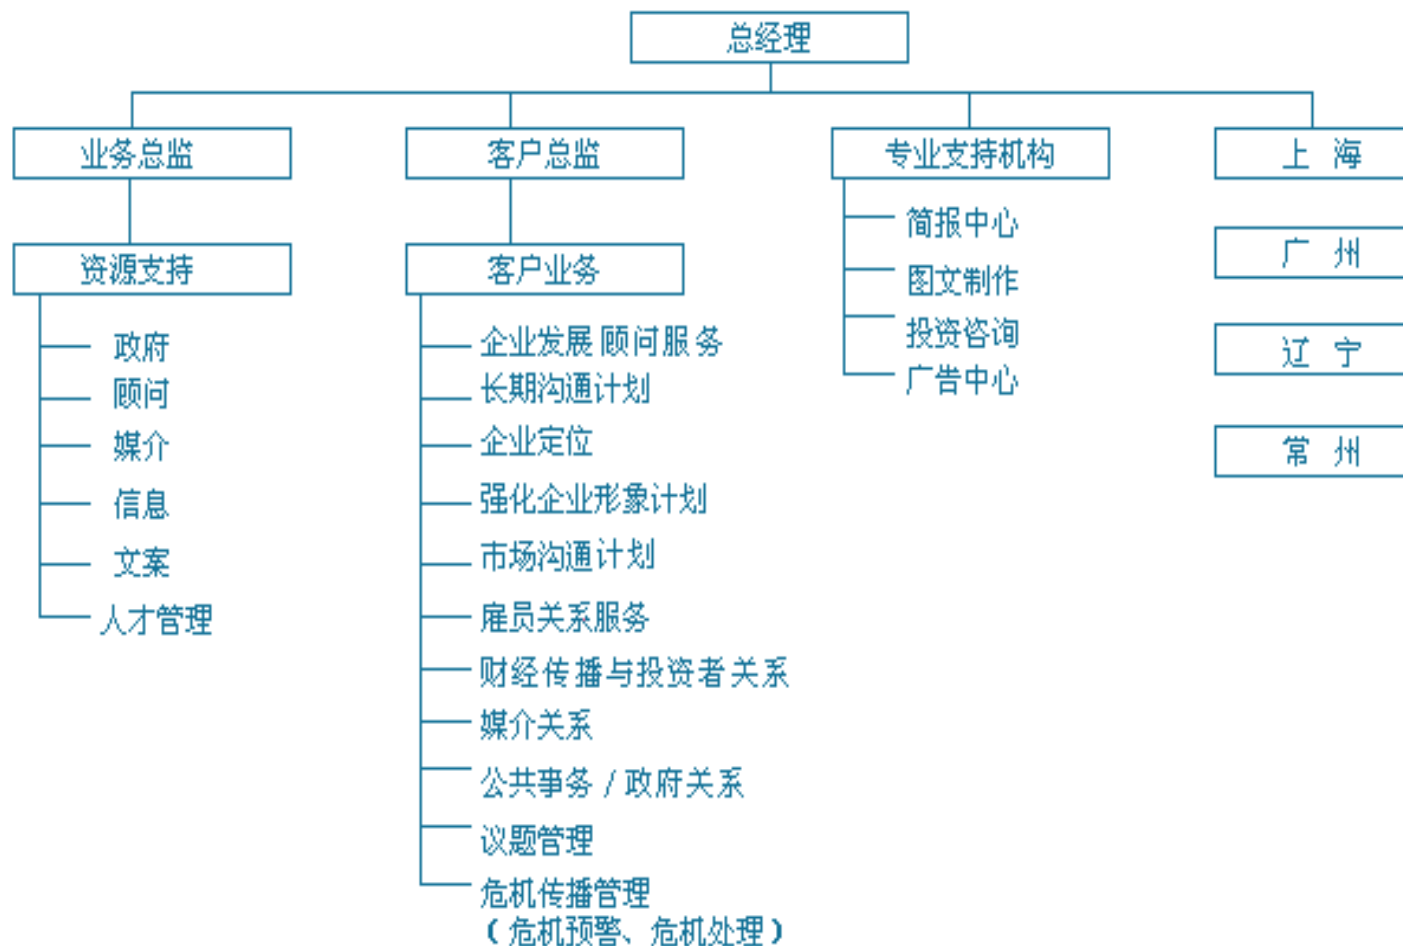 总经理
业务总监
客户总监
专业支持机构
上 海
广 州
辽 宁
常 州
资源支持
政府
顾问
媒介
信息
文案
人才管理
客户业务
企业发展顾问服务
长期沟通计划
企业定位
强化企业形象计划
市场沟通计划
雇员关系服务
财经传播与投资者关系
媒介关系
公共事务 / 政府关系
议题管理
危机传播管理
（危机预警、危机处理）
简报中心
图文制作
投资咨询
广告中心